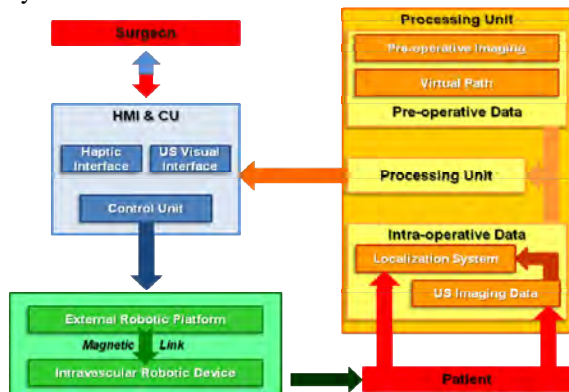 Surgeon
HMI & CU
Haptic
Interface
US Visual
Interface
Control Unit
External Robotic Platform
Magnetic Link
Intravascular Robotic Device
Processing Unit
Pre-operative Imaging
Virtual Path
Pre-operative Data
Processing Unit
Intra-operative Data
Localization System
US Imaging Data
Patient